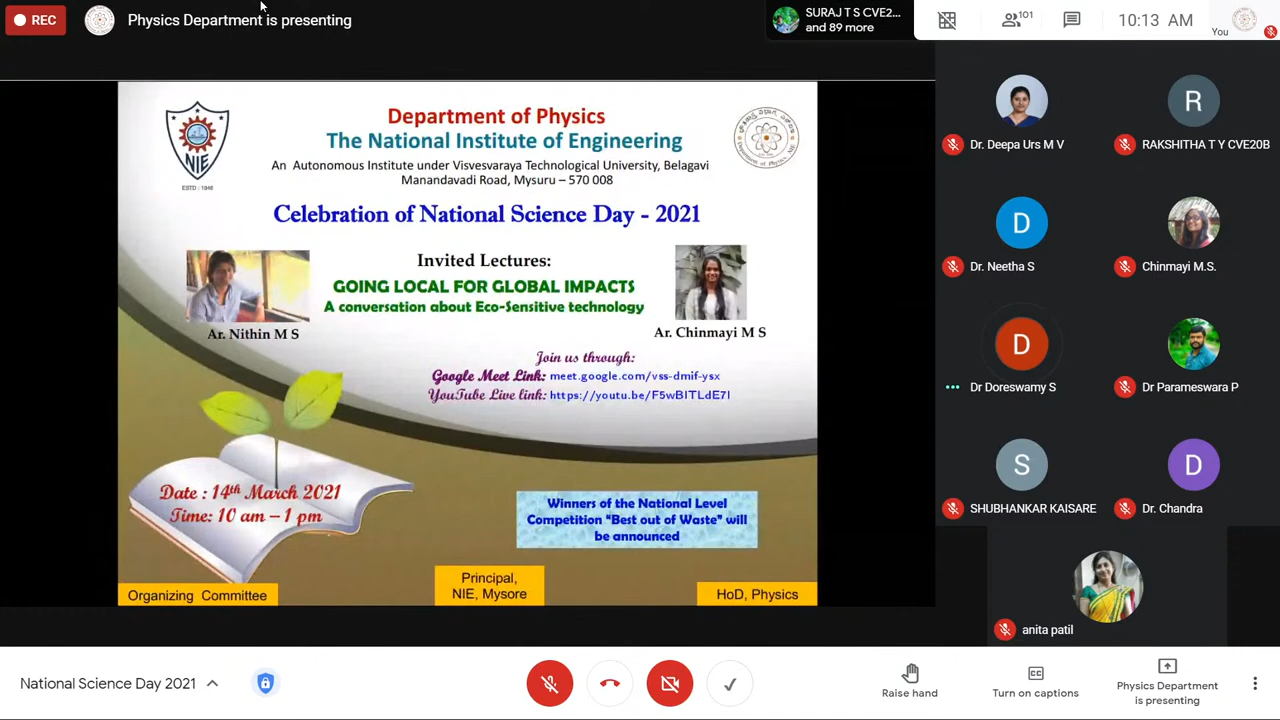 REC
Physics Department is presenting
SURAJ T S CVE2...
and 89 more
101
10:13 AM
You
NIE
ESTD : 1946
Department of Physics
The National Institute of Engineering
An Autonomous Institute under Visvesvaraya Technological University, Belagavi
Manandavadi Road, Mysuru – 570 008
Celebration of National Science Day - 2021
Invited Lectures:
GOING LOCAL FOR GLOBAL IMPACTS
A conversation about Eco-Sensitive technology
Ar. Nithin M S
Ar. Chinmayi M S
Join us through:
Google Meet Link: meet.google.com/vss-dmif-ysx
YouTube Live link: https://youtu.be/F5wBITLdE7I
Date : 14th March 2021
Time: 10 am – 1 pm
Winners of the National Level
Competition "Best out of Waste" will
be announced
Organizing Committee
Principal,
NIE, Mysore
HoD, Physics
Dr. Deepa Urs M V
R
RAKSHITHA T Y CVE20B
D
Dr. Neetha S
Chinmayi M.S.
D
Dr Doreswamy S
Dr Parameswara P
S
SHUBHANKAR KAISARE
D
Dr. Chandra
anita patil
National Science Day 2021
Raise hand
CC
Turn on captions
Physics Department
is presenting